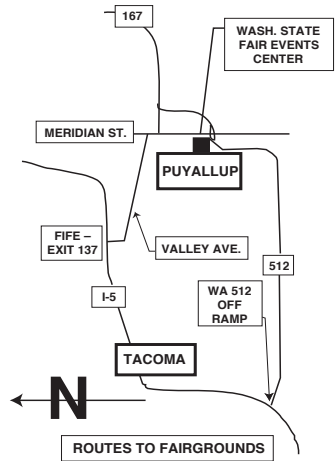 167
WASH. STATE
FAIR EVENTS
CENTER
MERIDIAN ST.
PUYALLUP
FIFE –
EXIT 137
VALLEY AVE.
512
I-5
WA 512
OFF
RAMP
TACOMA
N
ROUTES TO FAIRGROUNDS